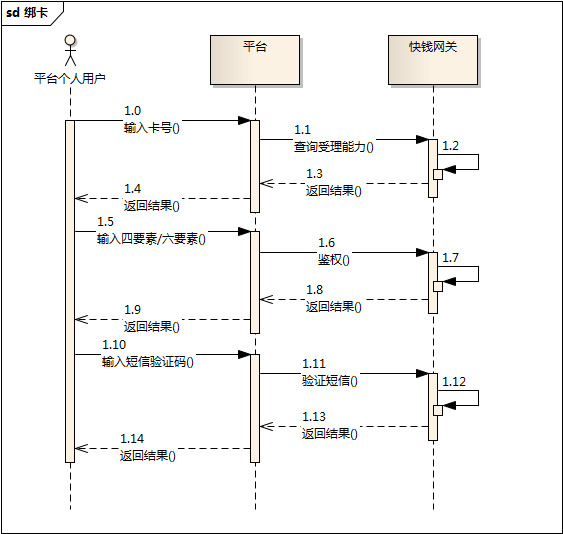 sd 绑卡
平台个人用户
平台
快钱网关
1.0
输入卡号()
1.1
查询受理能力()
1.2
1.3
返回结果()
1.4
返回结果()
1.5
输入四要素/六要素()
1.6
鉴权()
1.7
1.8
返回结果()
1.9
返回结果()
1.10
输入短信验证码()
1.11
验证短信()
1.12
1.13
返回结果()
1.14
返回结果()